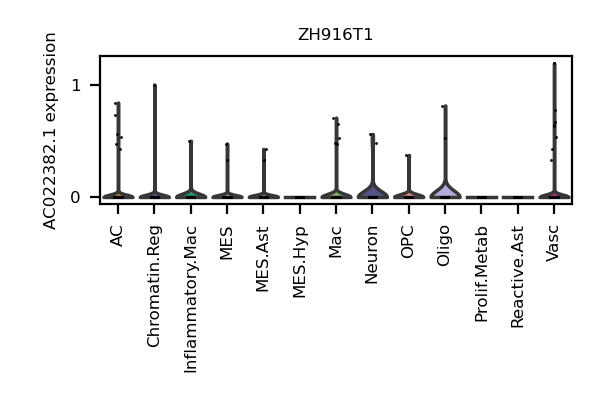 ZH916T1
AC022382.1 expression
1
0
AC
Chromatin.Reg
Inflammatory.Mac
MES
MES.Ast
MES.Hyp
Mac
Neuron
OPC
Oligo
Prolif.Metab
Reactive.Ast
Vasc